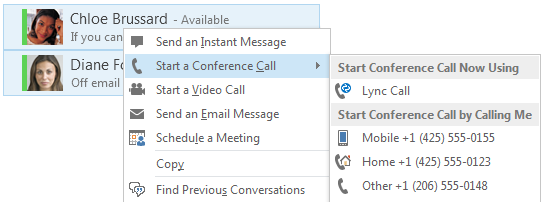 Chloe Brussard - Available
If you can
Diane Fo
Off email
Send an Instant Message
Start a Conference Call
Start a Video Call
Send an Email Message
Schedule a Meeting
Copy
Find Previous Conversations
Start Conference Call Now Using
Lync Call
Start Conference Call by Calling Me
Mobile +1 (425) 555-0155
Home +1 (425) 555-0123
Other +1 (206) 555-0148